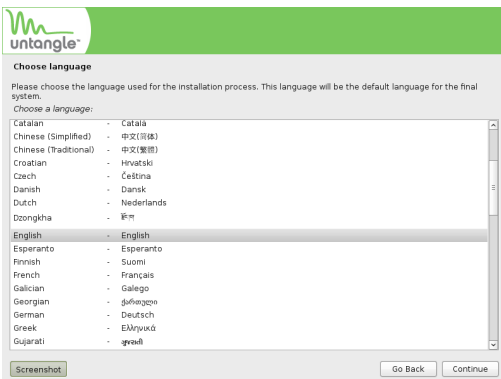 untangle
Choose language
Please choose the language used for the installation process. This language will be the default language for the final
system.
Choose a language:
Catalan - Català
Chinese (Simplified) - 中文(简体)
Chinese (Traditional) - 中文(繁體)
Croatian - Hrvatski
Czech - Čeština
Danish - Dansk
Dutch - Nederlands
Dzongkha -
English - English
Esperanto - Esperanto
Finnish - Suomi
French - Français
Galician - Galego
Georgian - ქართული
German - Deutsch
Greek - Ελληνικά
Gujarati - ગુજરાતી
Screenshot
Go Back
Continue